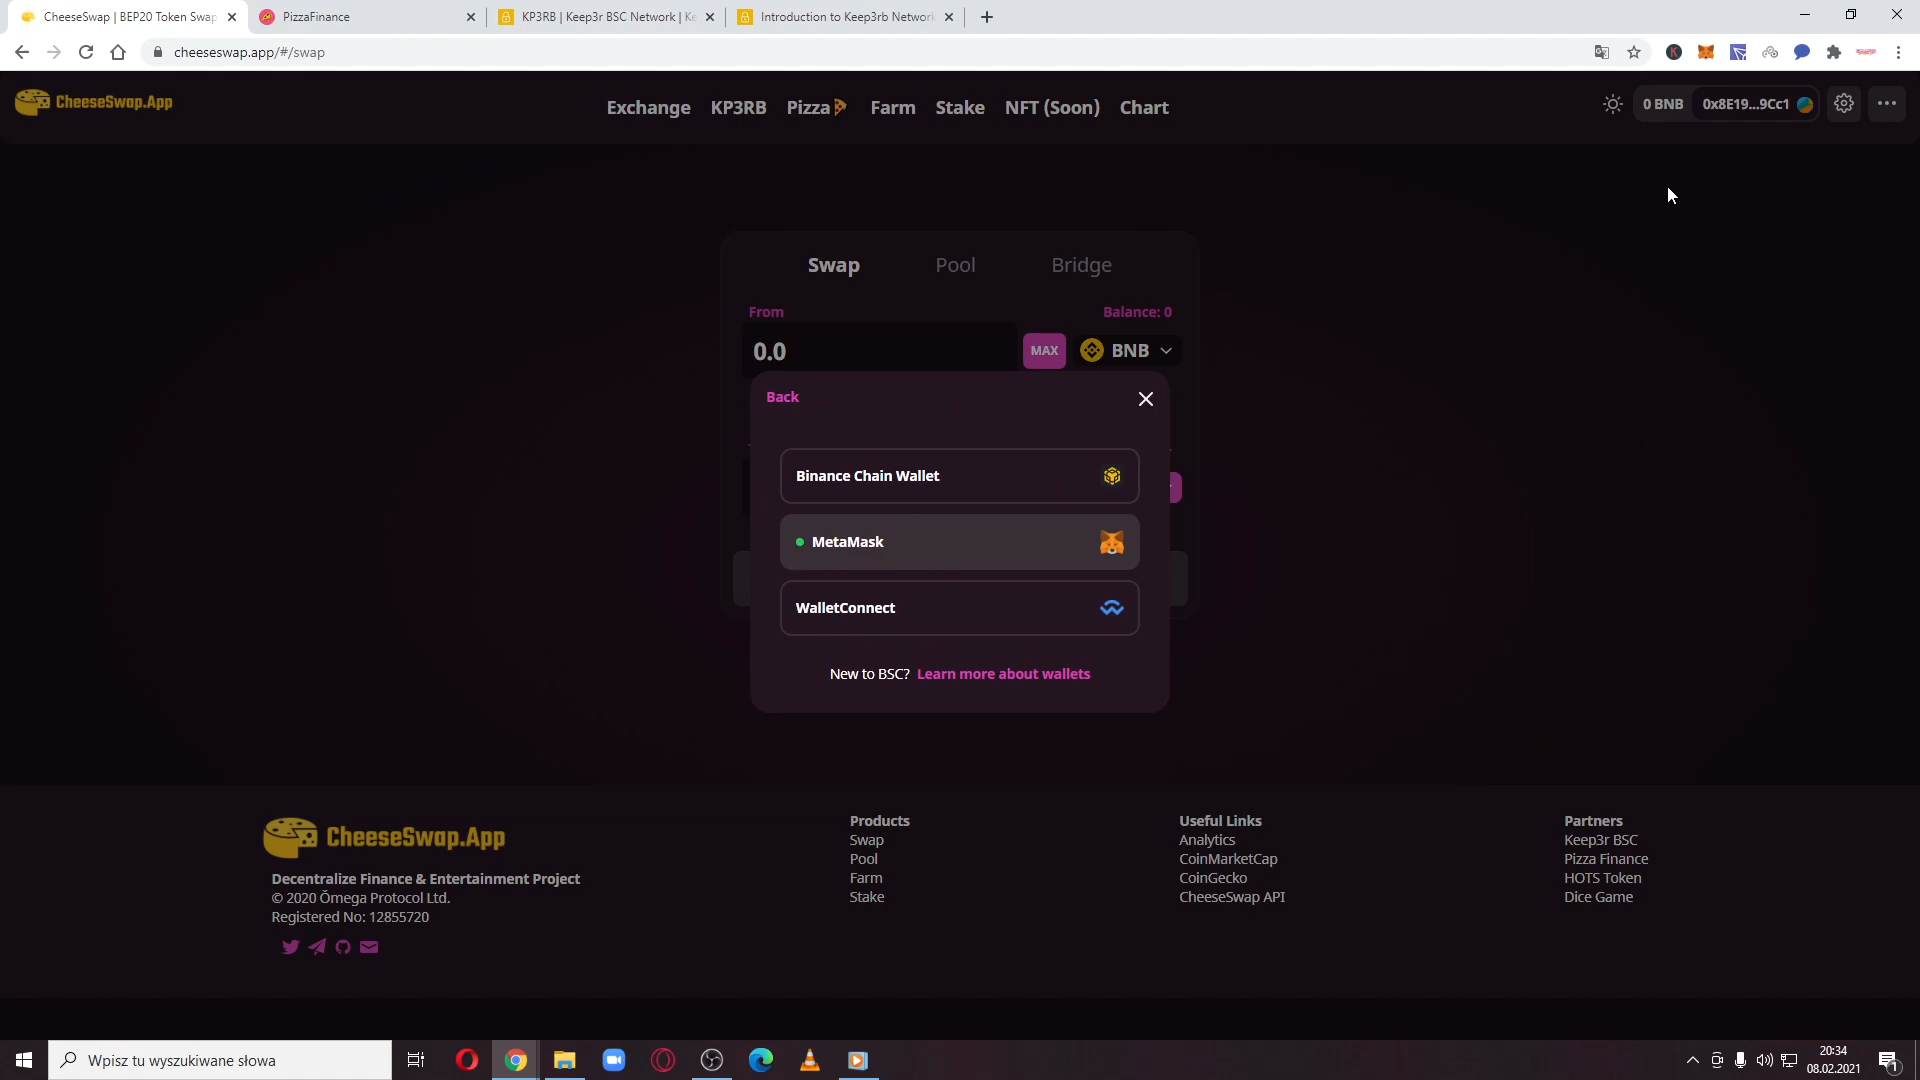 CheeseSwap | BEP20 Token Swap
PizzaFinance
KP3RB | Keep3r BSC Network | Ke
Introduction to Keep3rb Network
cheeseswap.app/#/swap
CheeseSwap.App
Exchange
KP3RB
Pizza
Farm
Stake
NFT (Soon)
Chart
0 BNB
0x8E19...9Cc1
Swap
Pool
Bridge
From
Balance: 0
0.0
MAX
BNB
Back
Binance Chain Wallet
MetaMask
WalletConnect
New to BSC? Learn more about wallets
CheeseSwap.App
Decentralize Finance & Entertainment Project
© 2020 Ōmega Protocol Ltd.
Registered No: 12855720
Products
Swap
Pool
Farm
Stake
Useful Links
Analytics
CoinMarketCap
CoinGecko
CheeseSwap API
Partners
Keep3r BSC
Pizza Finance
HOTS Token
Dice Game
Wpisz tu wyszukiwane słowa
20:34
08.02.2021
1